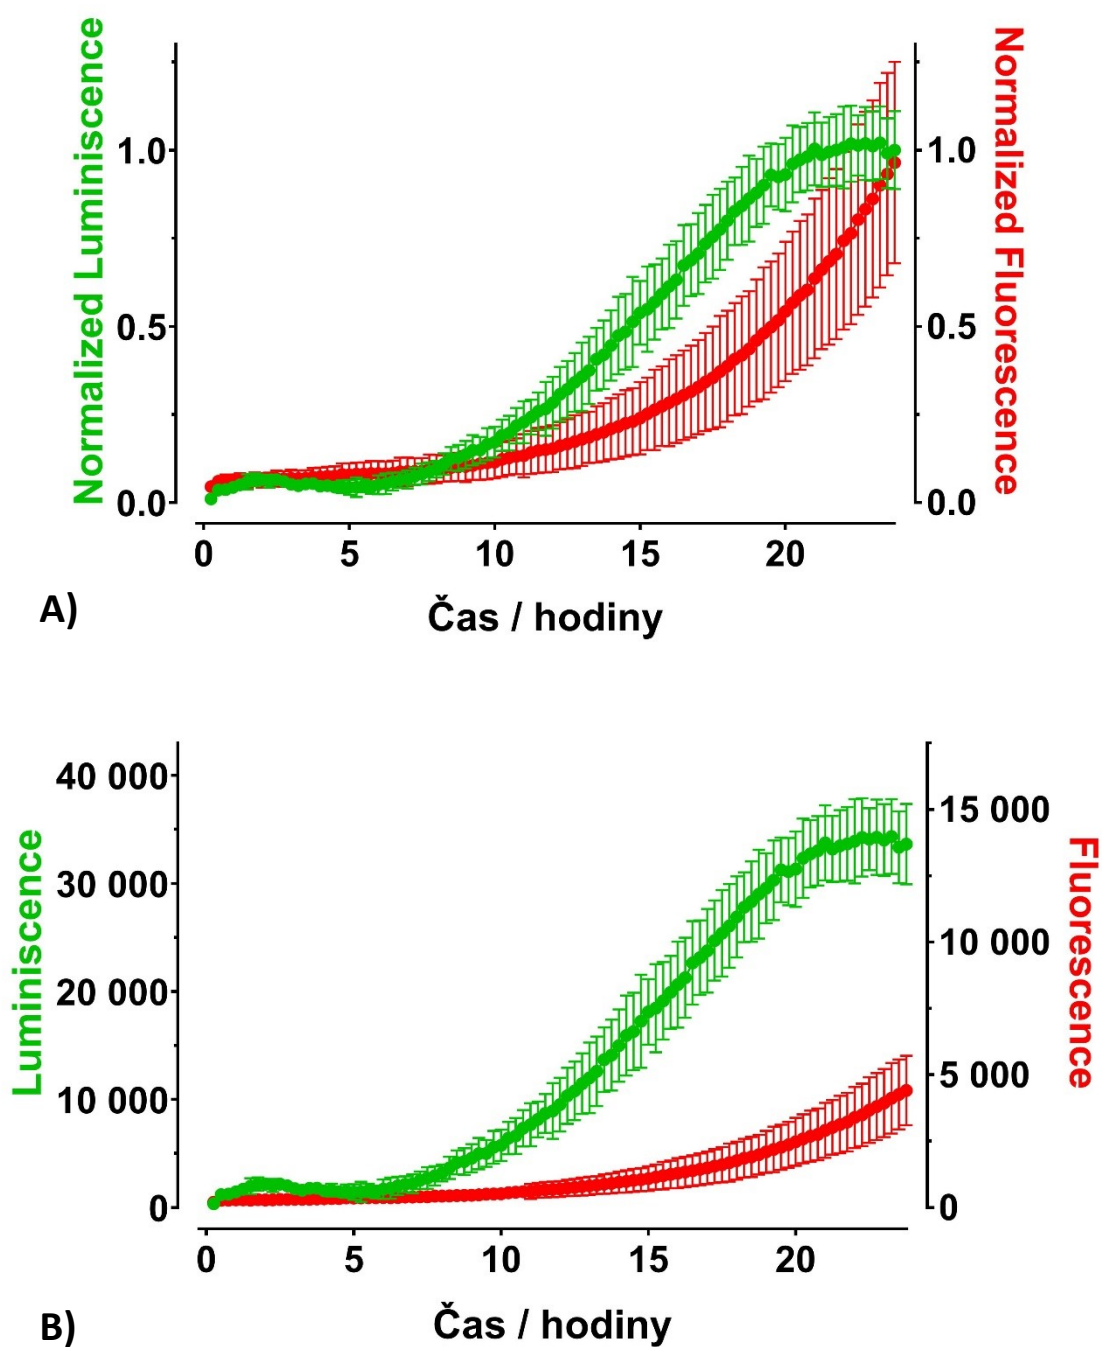 Normalized Luminiscence
1.0
0.5
0.0
1.0
0.5
0.0
Normalized Fluorescence
0 5 10 15 20
Čas / hodiny
A)
Luminiscence
40 000
30 000
20 000
10 000
0
15 000
10 000
5 000
0
Fluorescence
0 5 10 15 20
Čas / hodiny
B)